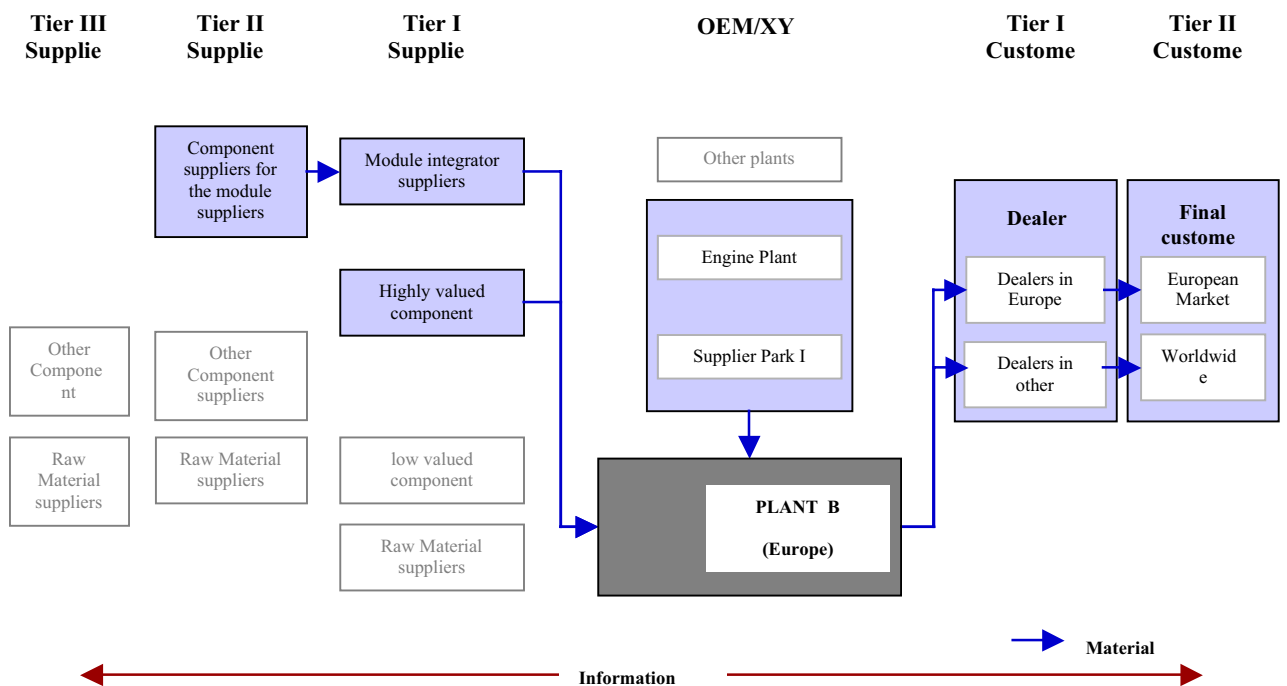 Tier III
Supplie
Tier II
Supplie
Tier I
Supplie
OEM/XY
Tier I
Custome
Tier II
Custome
Component
suppliers for
the module
suppliers
Module integrator
suppliers
Other plants
Engine Plant
Supplier Park I
Highly valued
component
Dealer
Dealers in
Europe
Dealers in
other
Final
custome
European
Market
Worldwid
e
Other
Compone
nt
Other
Component
suppliers
Raw
Material
suppliers
Raw Material
suppliers
low valued
component
Raw Material
suppliers
PLANT B
(Europe)
Material
Information